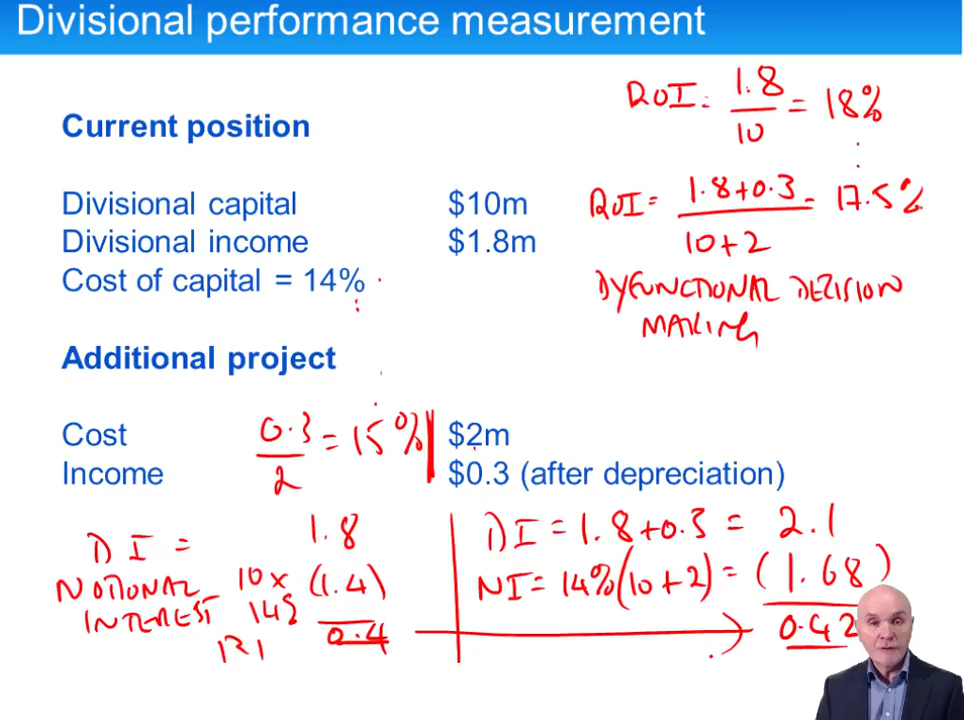 Divisional performance measurement
ROI = 1.8 / 10 = 18%
Current position
Divisional capital $10m
ROI = 1.8+0.3 / 10+2 = 17.5%
Divisional income $1.8m
Cost of capital = 14%
DYFUNCTIONAL DECISION
MAKING
Additional project
Cost $2m
0.3 / 2 = 15%
Income $0.3 (after depreciation)
DI = 1.8
NOTIONAL 10 x (1.4)
INTEREST 14%
RI 0.4
DI = 1.8+0.3 = 2.1
NI = 14%(10+2) = (1.68)
0.42